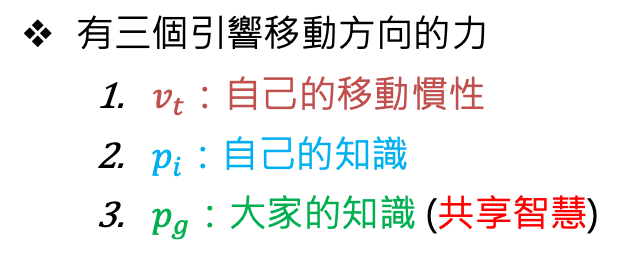 ❖ 有三個引響移動方向的力
1. vₜ：自己的移動慣性
2. pᵢ：自己的知識
3. p_g：大家的知識 (共享智慧)